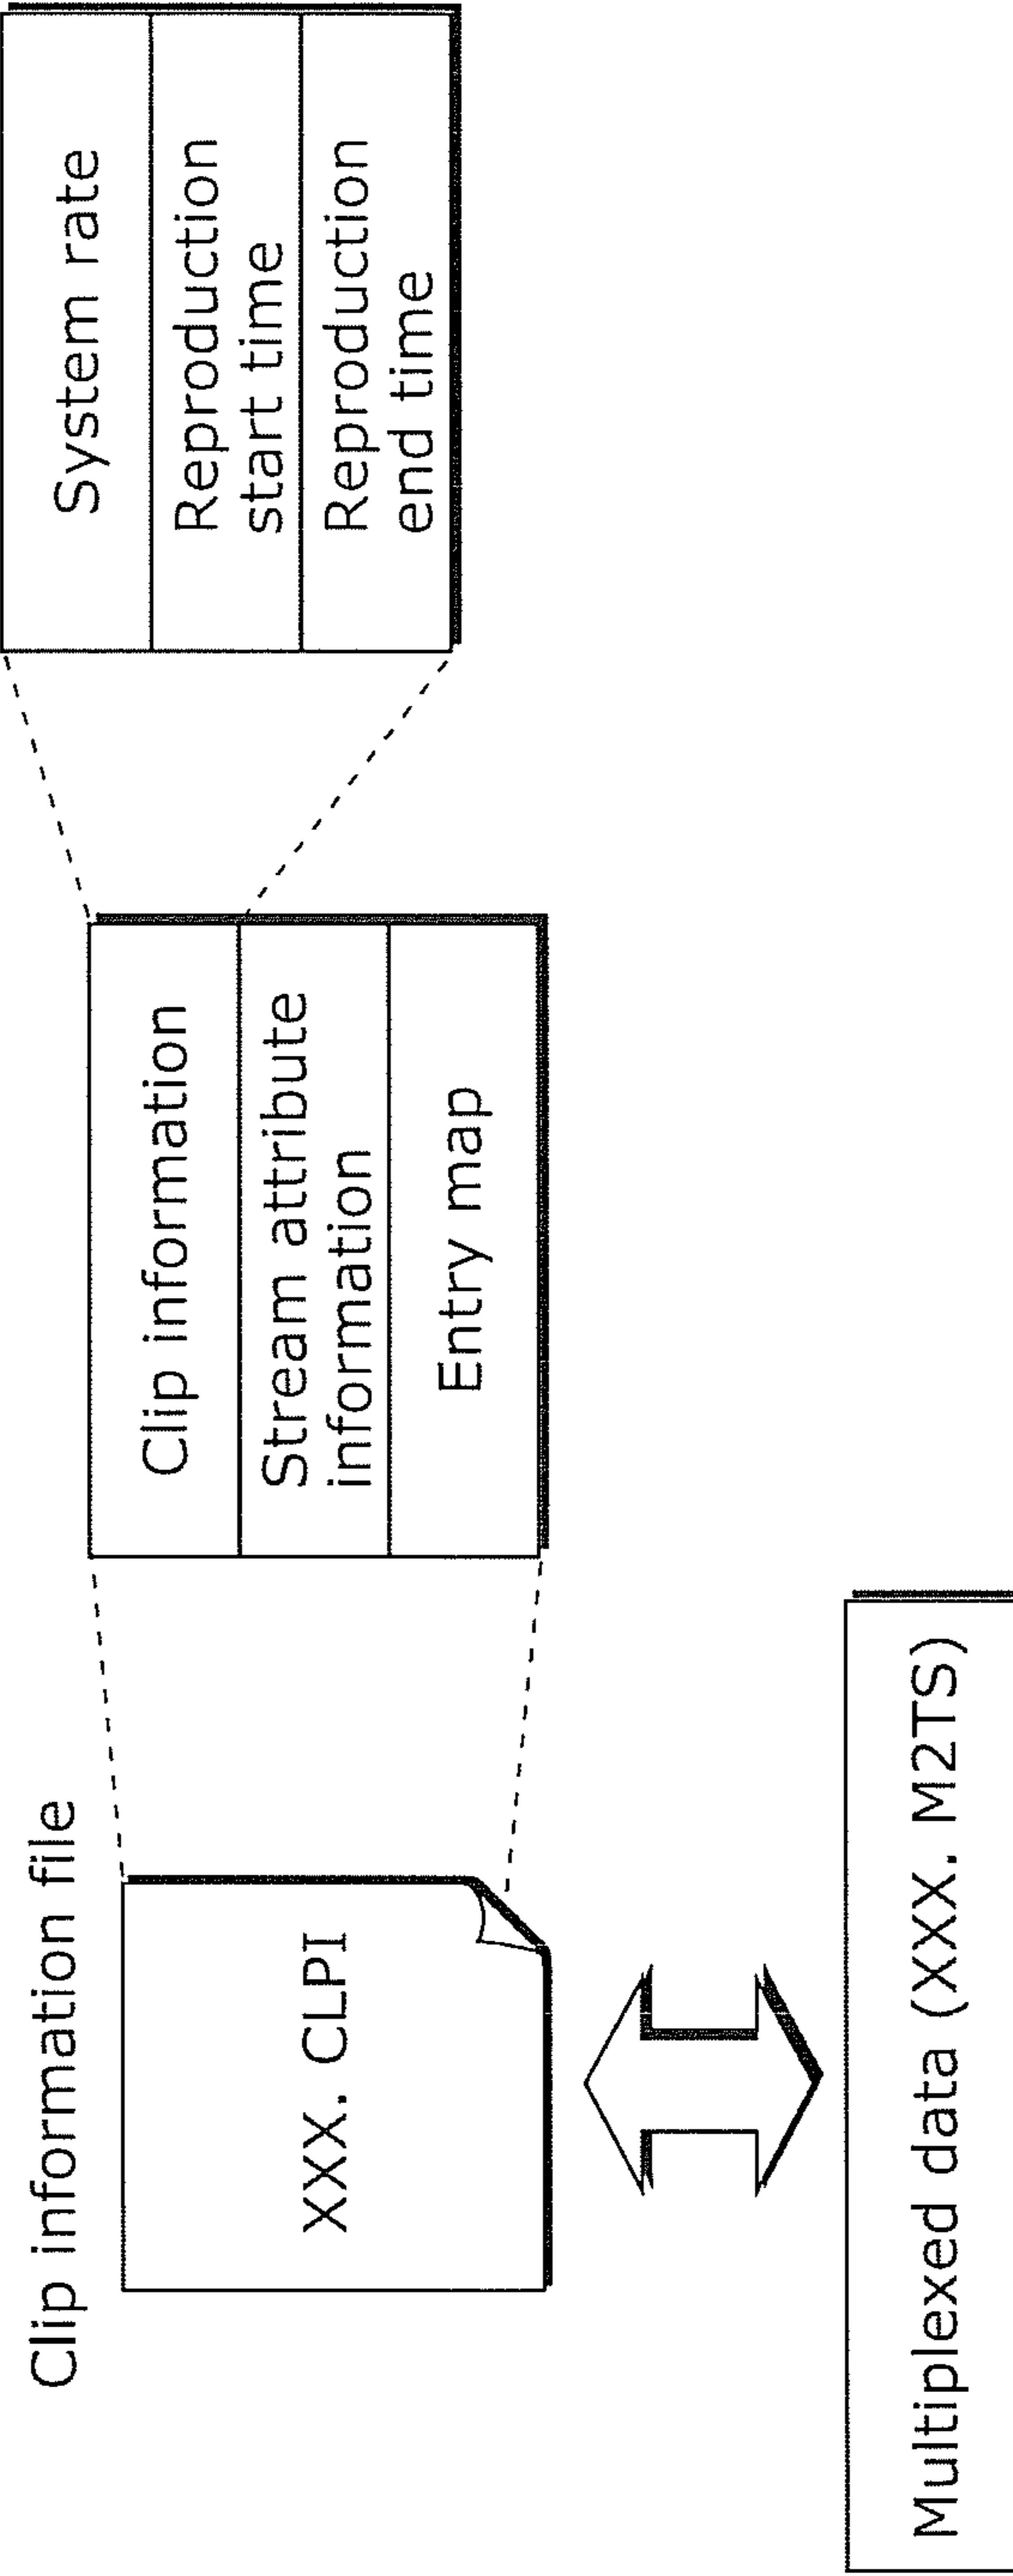 Clip information file
XXX. CLPI
Clip information
Stream attribute
information
Entry map
System rate
Reproduction
start time
Reproduction
end time
Multiplexed data (XXX. M2TS)